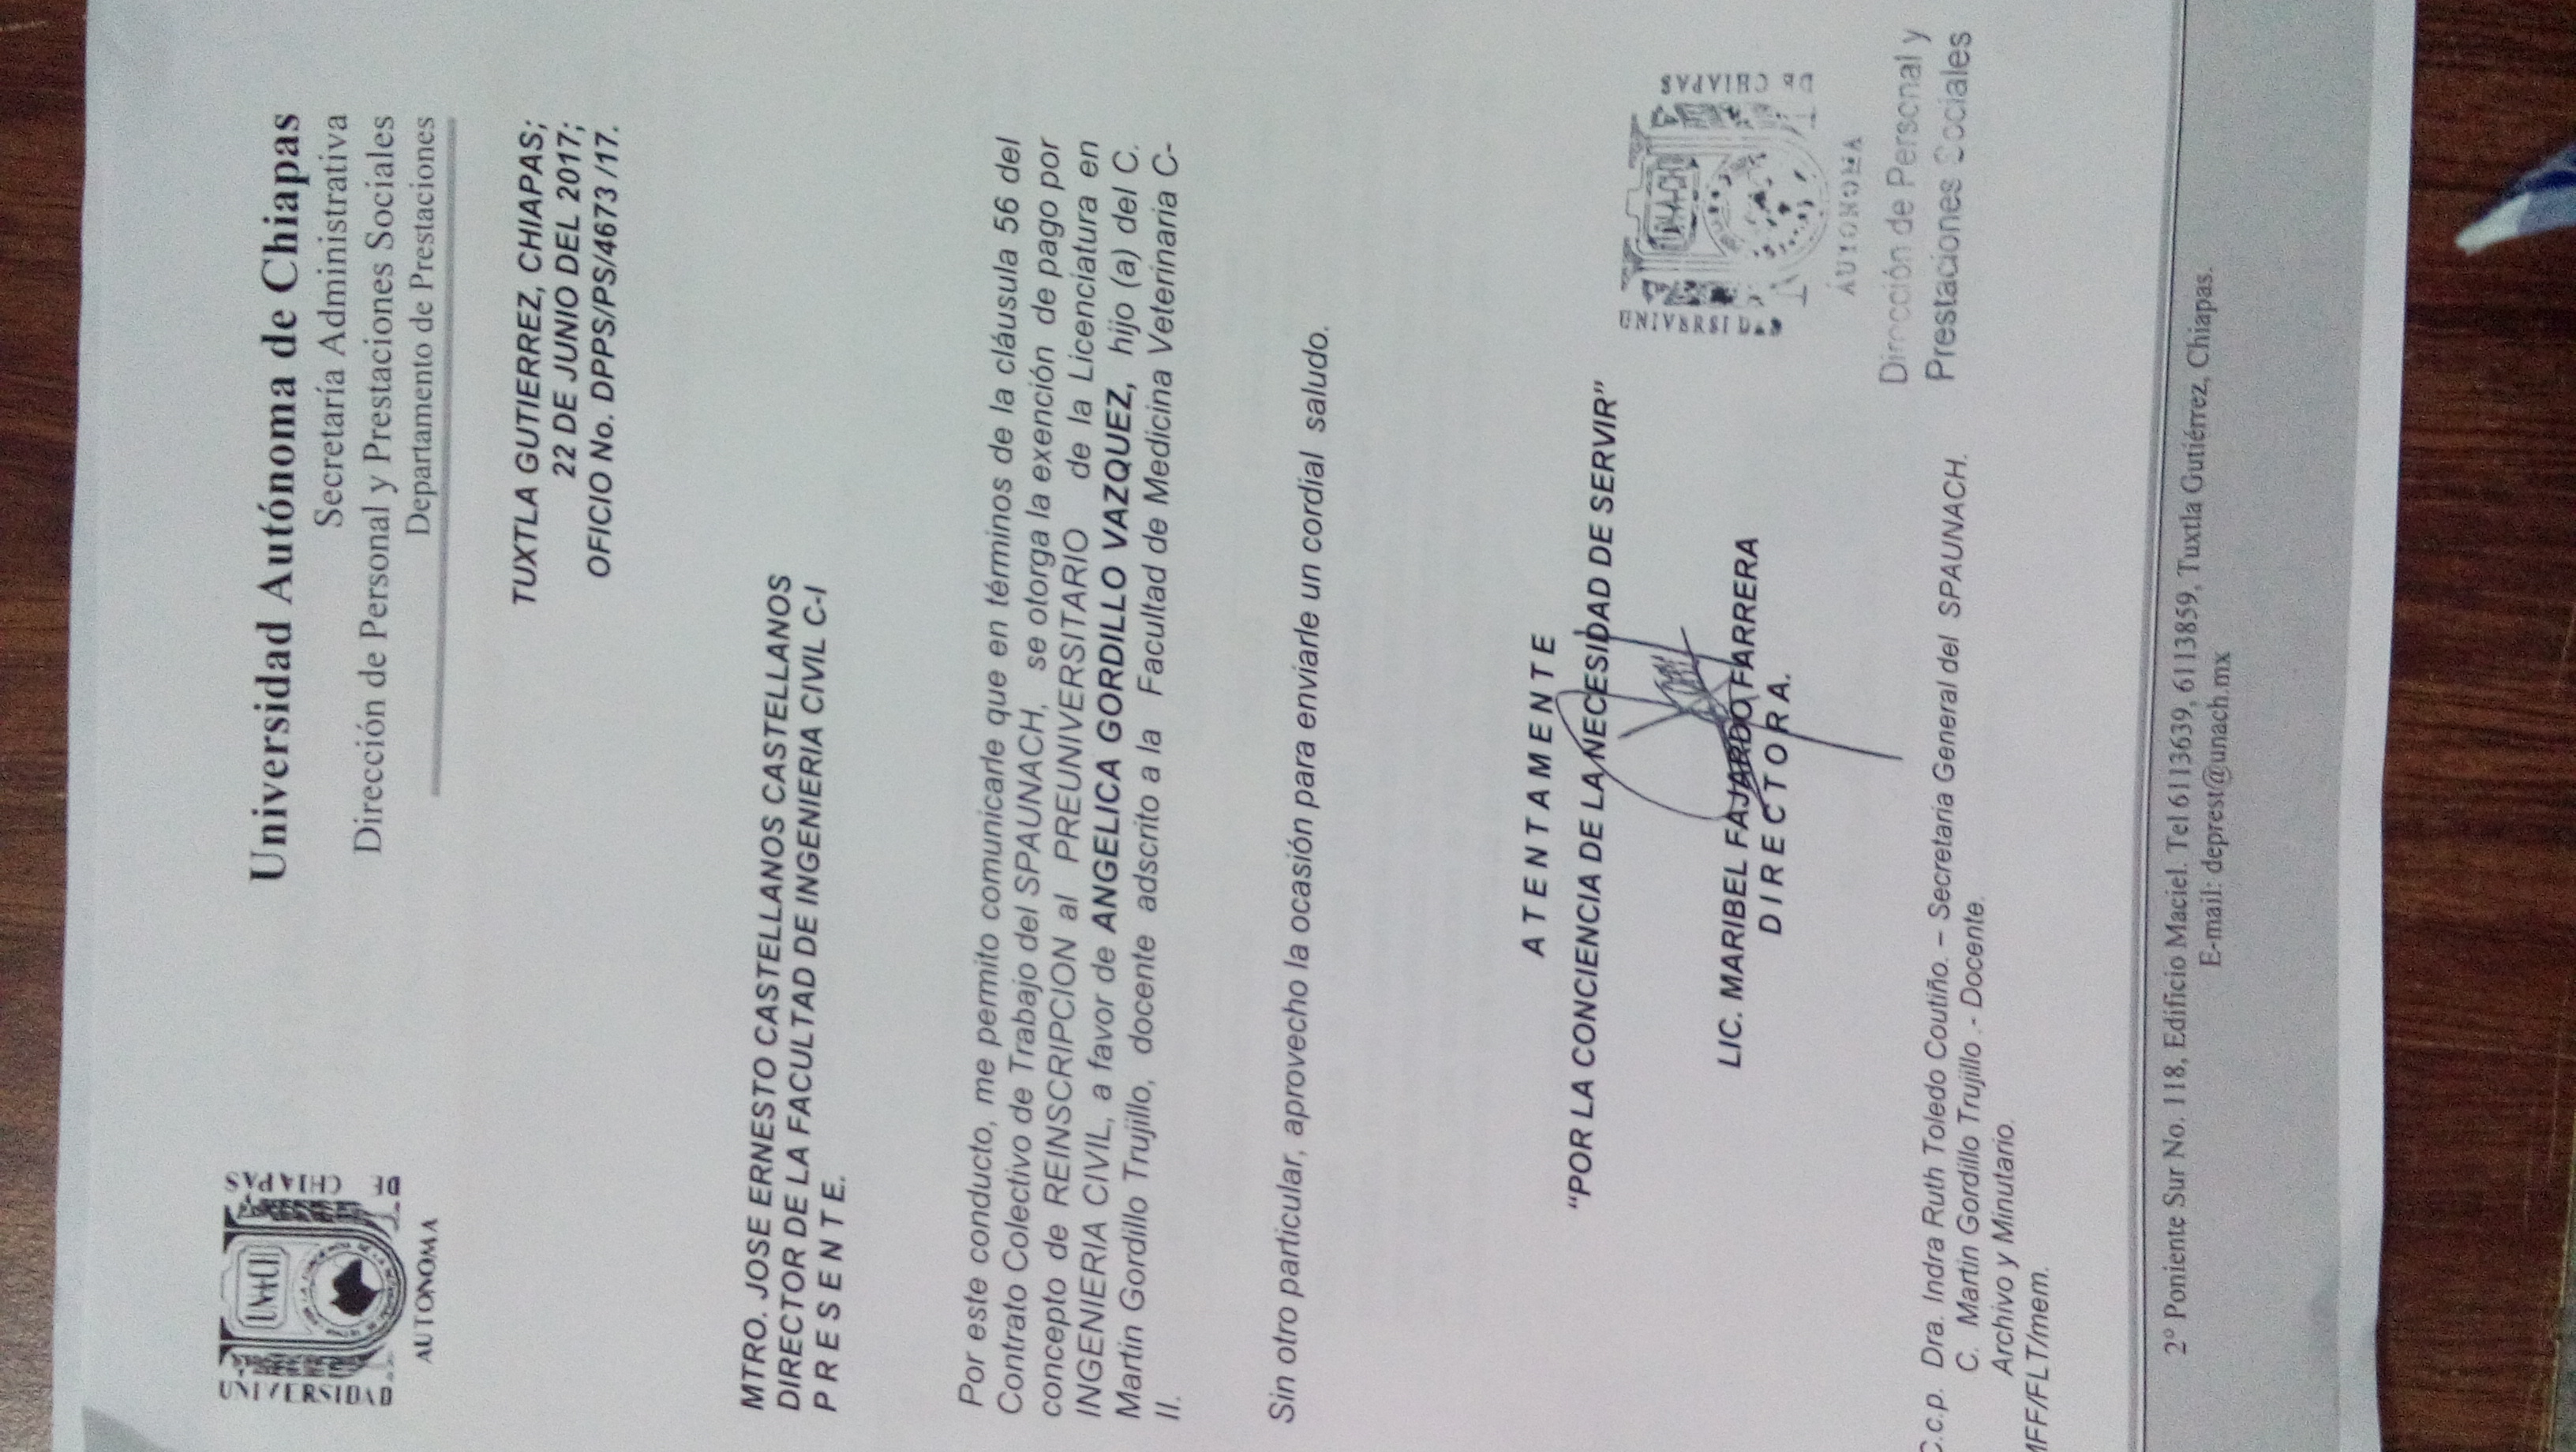 UNIVERSIDAD
AUTONOMA
DE CHIAPAS
UNACH
Universidad Autónoma de Chiapas
Secretaría Administrativa
Dirección de Personal y Prestaciones Sociales
Departamento de Prestaciones
TUXTLA GUTIERREZ, CHIAPAS;
22 DE JUNIO DEL 2017;
OFICIO No. DPPS/PS/4673 /17.
MTRO. JOSE ERNESTO CASTELLANOS CASTELLANOS
DIRECTOR DE LA FACULTAD DE INGENIERIA CIVIL C-I
P R E S E N T E.
Por este conducto, me permito comunicarle que en términos de la cláusula 56 del
Contrato Colectivo de Trabajo del SPAUNACH, se otorga la exención de pago por
concepto de REINSCRIPCION al PREUNIVERSITARIO de la Licenciatura en
INGENIERIA CIVIL, a favor de ANGELICA GORDILLO VAZQUEZ, hijo (a) del C.
Martin Gordillo Trujillo, docente adscrito a la Facultad de Medicina Veterinaria C-
II.
Sin otro particular, aprovecho la ocasión para enviarle un cordial saludo.
A T E N T A M E N T E
"POR LA CONCIENCIA DE LA NECESIDAD DE SERVIR"
LIC. MARIBEL FAJARDO FARRERA
D I R E C T O R A.
UNIVERSIDAD
AUTONOMA
DE CHIAPAS
Dirección de Personal y
Prestaciones Sociales
C.c.p. Dra. Indra Ruth Toledo Coutiño. – Secretaria General del SPAUNACH.
C. Martin Gordillo Trujillo .- Docente.
Archivo y Minutario.
MFF/FLT/mem.
2º Poniente Sur No. 118, Edificio Maciel. Tel 6113639, 6113859, Tuxtla Gutiérrez, Chiapas.
E-mail: deprest@unach.mx